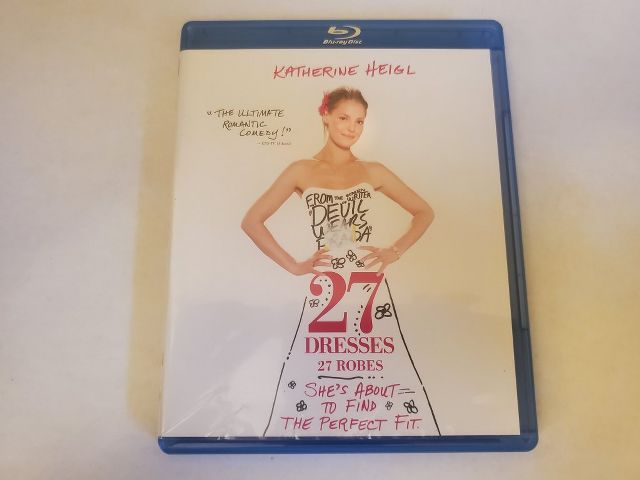 Blu-ray Disc
KATHERINE HEIGL
"THE ULTIMATE
ROMANTIC
COMEDY!"
FROM THE
WRITER
"DEVIL
WEARS
27
DRESSES
27 ROBES
SHE'S ABOUT
TO FIND
THE PERFECT FIT.